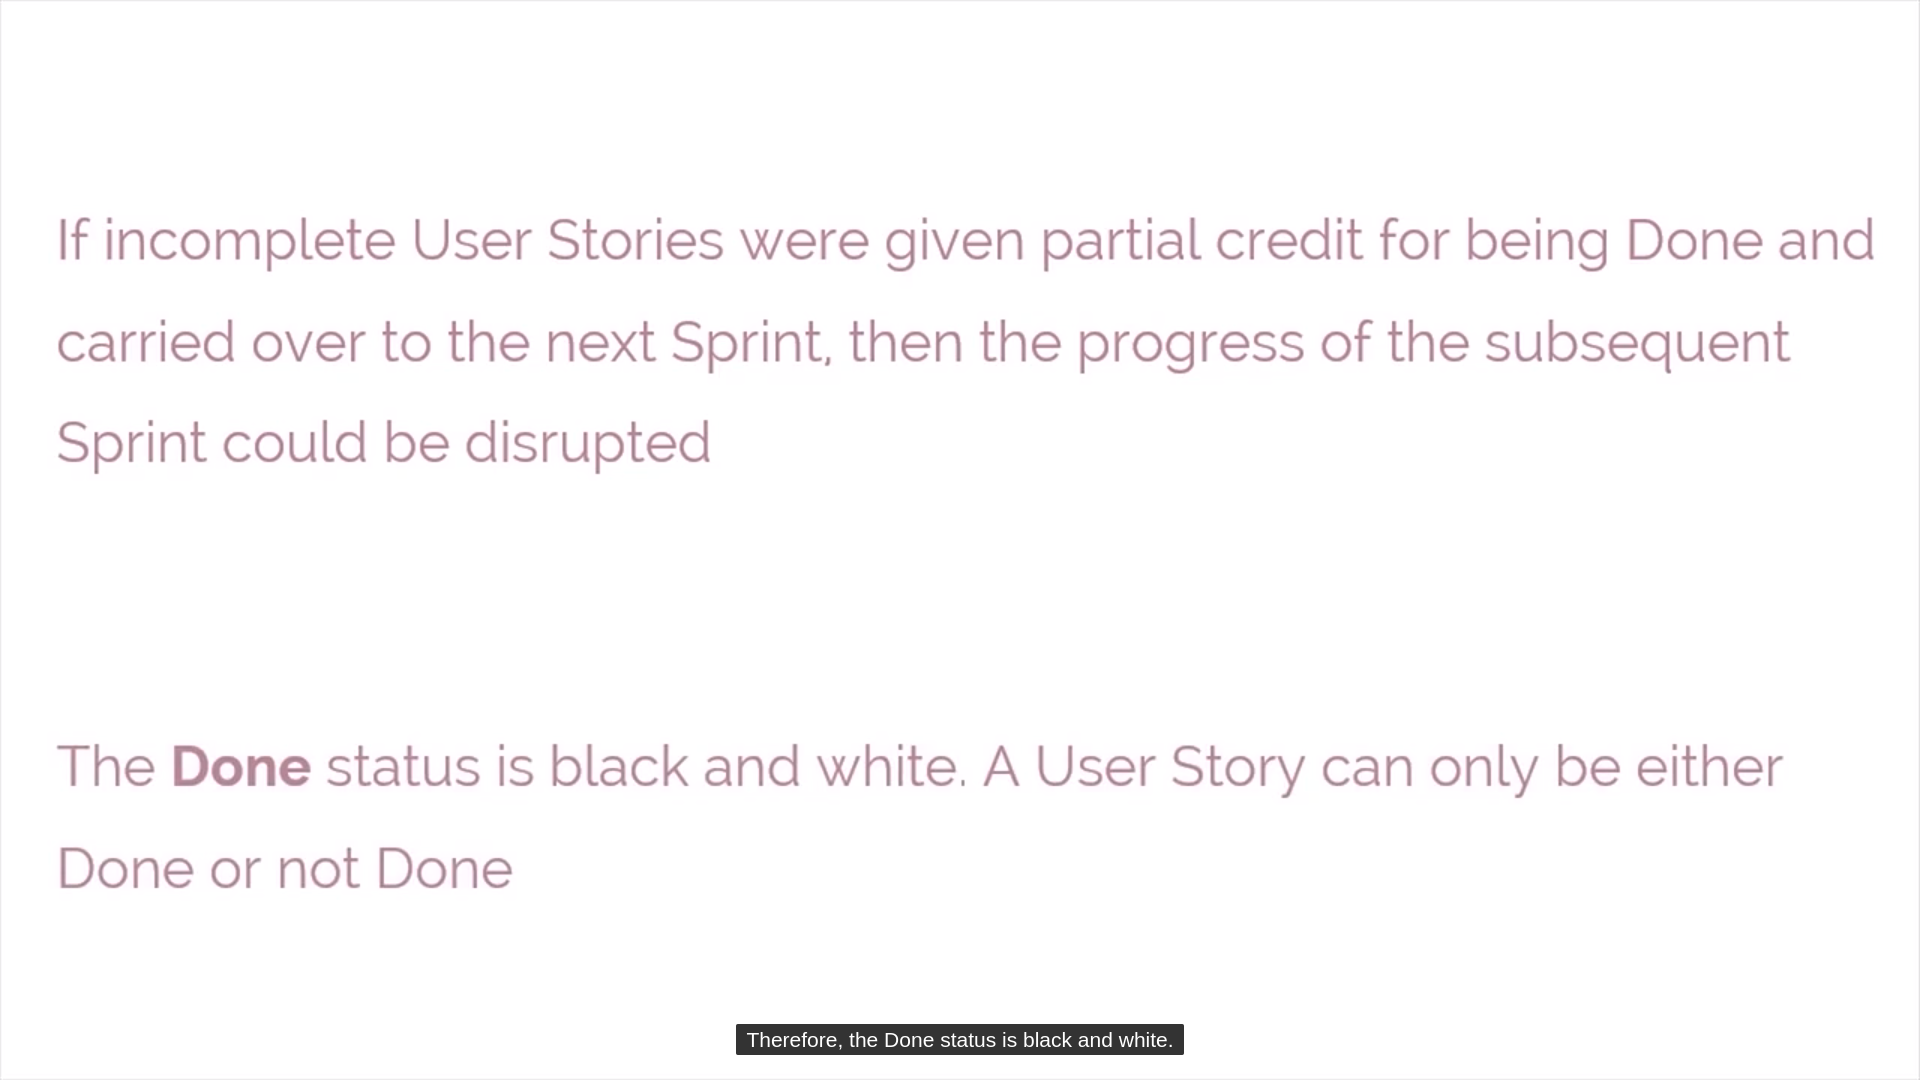 If incomplete User Stories were given partial credit for being Done and
carried over to the next Sprint, then the progress of the subsequent
Sprint could be disrupted
The Done status is black and white. A User Story can only be either
Done or not Done
Therefore, the Done status is black and white.